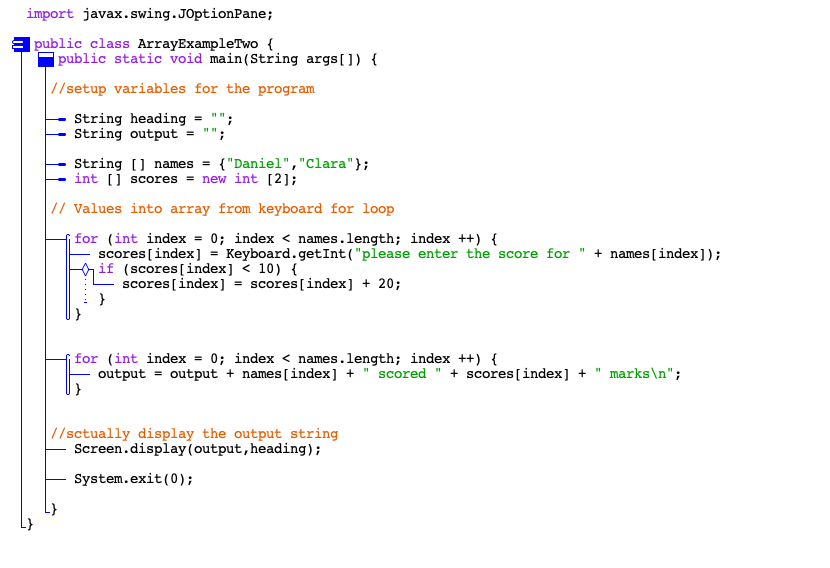 import javax.swing.JOptionPane;
public class ArrayExampleTwo {
public static void main(String args[]) {
//setup variables for the program
String heading = "";
String output = "";
String [] names = {"Daniel","Clara"};
int [] scores = new int [2];
// Values into array from keyboard for loop
for (int index = 0; index < names.length; index ++) {
scores[index] = Keyboard.getInt("please enter the score for " + names[index]);
if (scores[index] < 10) {
scores[index] = scores[index] + 20;
}
}
for (int index = 0; index < names.length; index ++) {
output = output + names[index] + " scored " + scores[index] + " marks\n";
}
//sctually display the output string
Screen.display(output,heading);
System.exit(0);
}
}